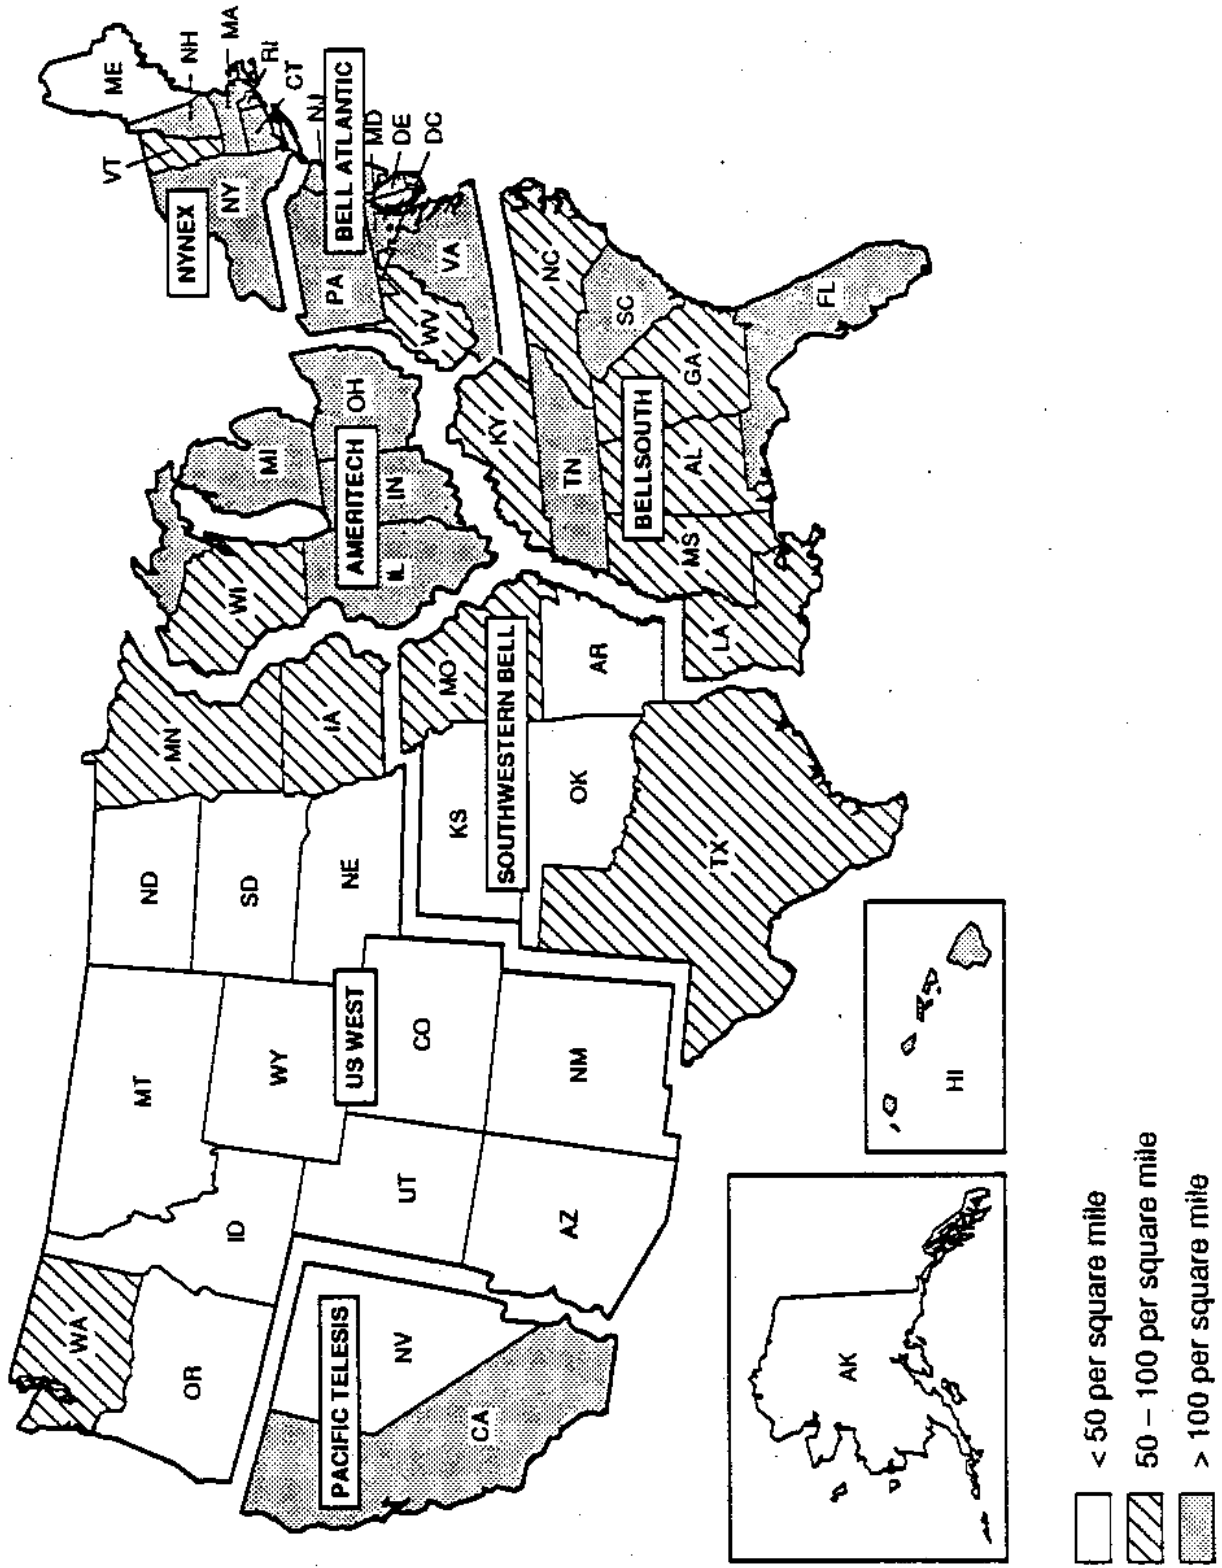 WA
OR
ID
MT
WY
ND
SD
NE
MN
IA
US WEST
UT
CO
AZ
NM
PACIFIC TELESIS
NV
CA
SOUTHWESTERN BELL
KS
MO
OK
AR
TX
AMERITECH
WI
MI
IL
IN
OH
NYNEX
ME
NH
VT
MA
RI
CT
NY
BELL ATLANTIC
NJ
PA
MD
DE
DC
VA
WV
BELLSOUTH
KY
TN
NC
SC
GA
AL
MS
LA
FL
AK
HI
< 50 per square mile
50 – 100 per square mile
> 100 per square mile